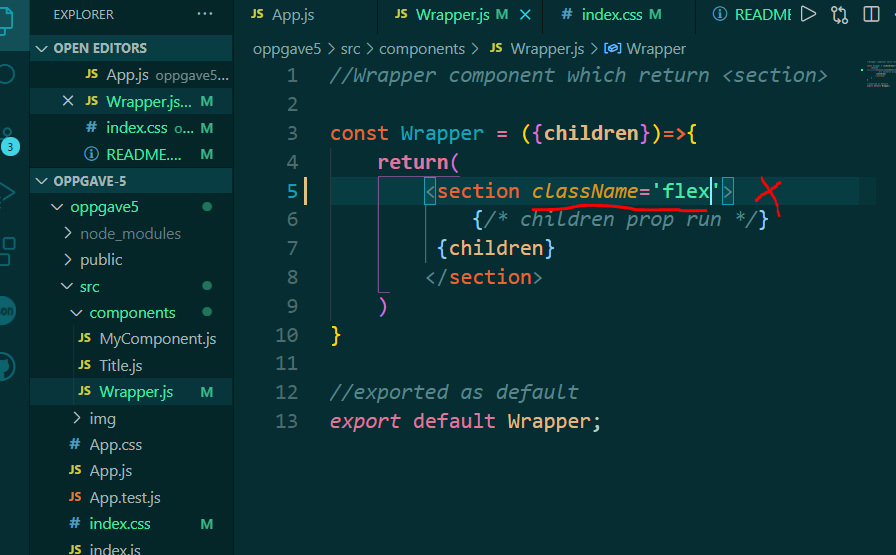 EXPLORER ···
OPEN EDITORS
JS App.js oppgave5...
JS Wrapper.js... M
# index.css o... M
README.... M
3
OPPGAVE-5
oppgave5
node_modules
public
src
components
JS MyComponent.js
JS Title.js
JS Wrapper.js M
img
# App.css
JS App.js
JS App.test.js
# index.css M
JS index.js
JS App.js
JS Wrapper.js M
# index.css M
README
oppgave5 > src > components > JS Wrapper.js > Wrapper
1 //Wrapper component which return <section>
2
3 const Wrapper = ({children})=>{
4 return(
5 <section className='flex'>
6 {/* children prop run */}
7 {children}
8 </section>
9 )
10 }
11
12 //exported as default
13 export default Wrapper;